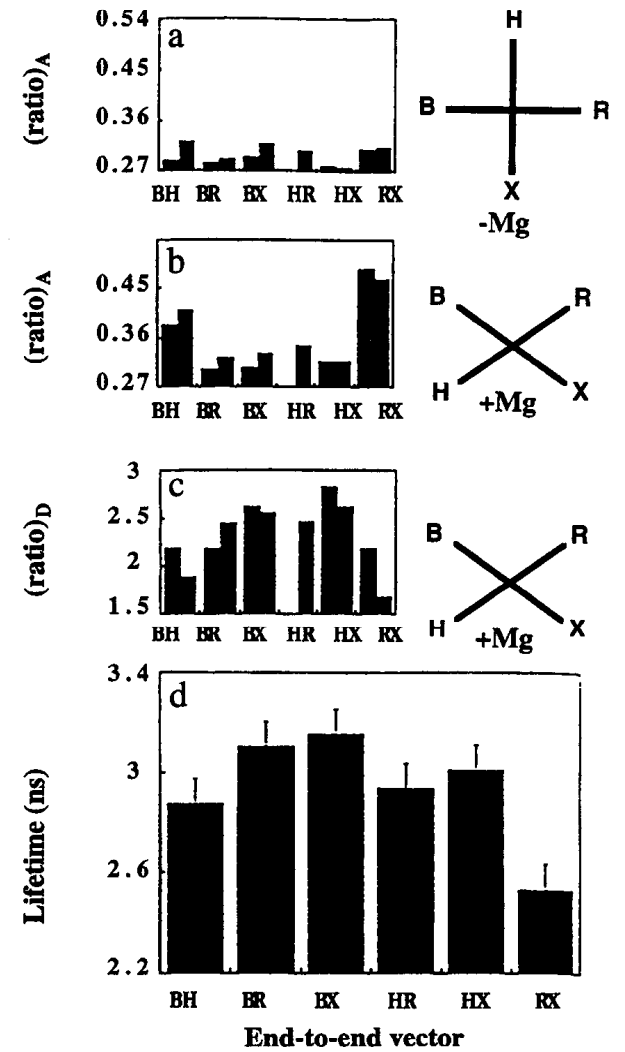 0.54
a
0.45
0.36
0.27
(ratio)A
BH BR BX HR HX RX
H
B
R
X
-Mg
b
0.45
0.36
0.27
(ratio)A
BH BR BX HR HX RX
B
R
H
X
+Mg
3
c
2.5
2
1.5
(ratio)D
BH BR BX HR HX RX
B
R
H
X
+Mg
3.4
d
3
2.6
2.2
Lifetime (ns)
BH BR BX HR HX RX
End-to-end vector